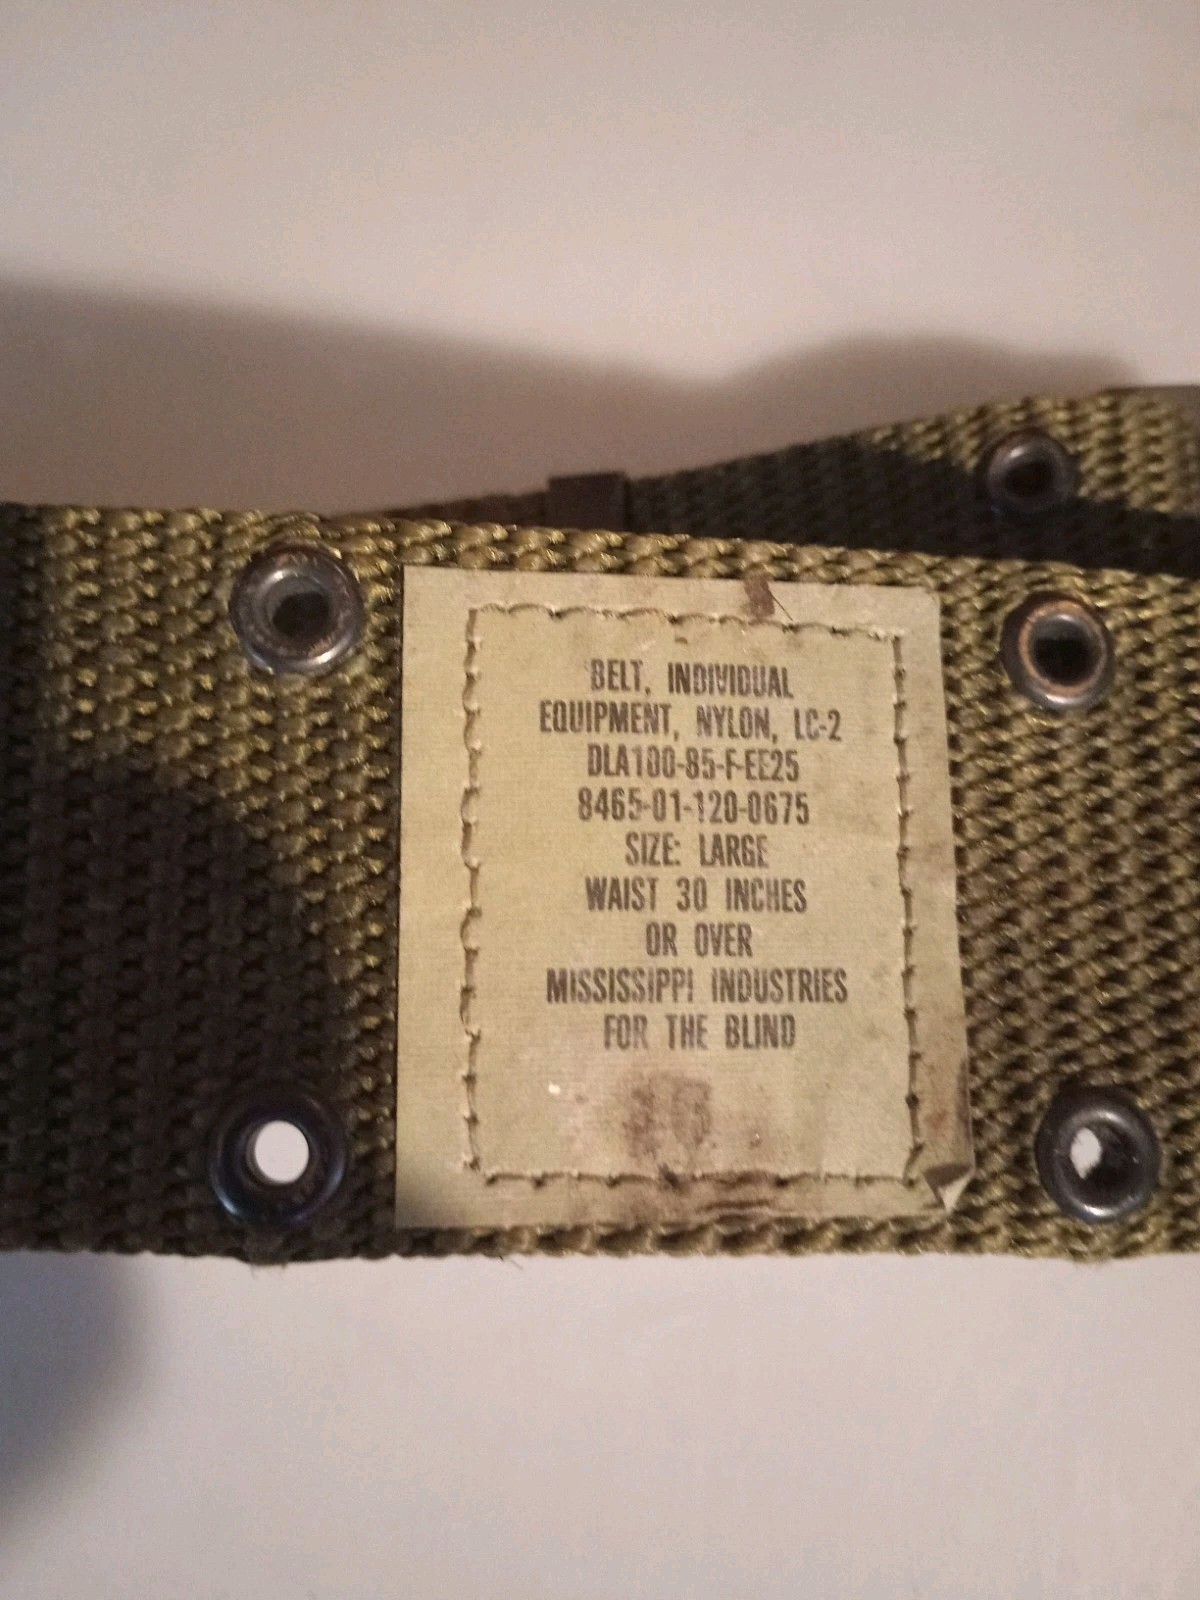 BELT, INDIVIDUAL
EQUIPMENT, NYLON, LC-2
DLA100-85-F-EE25
8465-01-120-0675
SIZE: LARGE
WAIST 30 INCHES
OR OVER
MISSISSIPPI INDUSTRIES
FOR THE BLIND